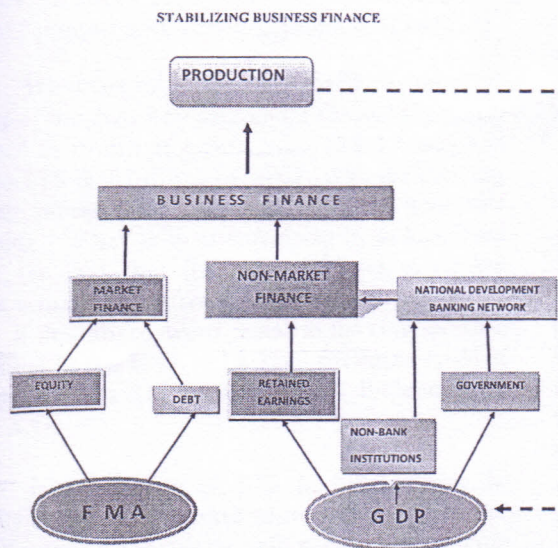 STABILIZING BUSINESS FINANCE
PRODUCTION
BUSINESS FINANCE
MARKET
FINANCE
NON-MARKET
FINANCE
NATIONAL DEVELOPMENT
BANKING NETWORK
EQUITY
DEBT
RETAINED
EARNINGS
NON-BANK
INSTITUTIONS
GOVERNMENT
F M A
G D P